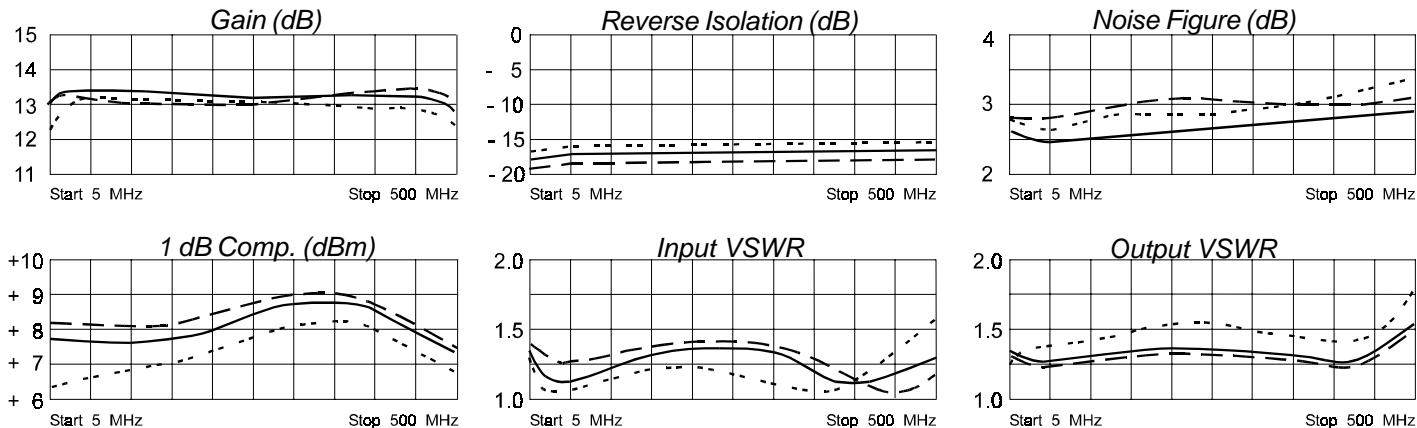 Gain (dB)
15
14
13
12
11
Start 5 MHz
Stop 500 MHz
Reverse Isolation (dB)
0
- 5
- 10
- 15
- 20
Start 5 MHz
Stop 500 MHz
Noise Figure (dB)
4
3
2
Start 5 MHz
Stop 500 MHz
1 dB Comp. (dBm)
+10
+ 9
+ 8
+ 7
+ 6
Start 5 MHz
Stop 500 MHz
Input VSWR
2.0
1.5
1.0
Start 5 MHz
Stop 500 MHz
Output VSWR
2.0
1.5
1.0
Start 5 MHz
Stop 500 MHz